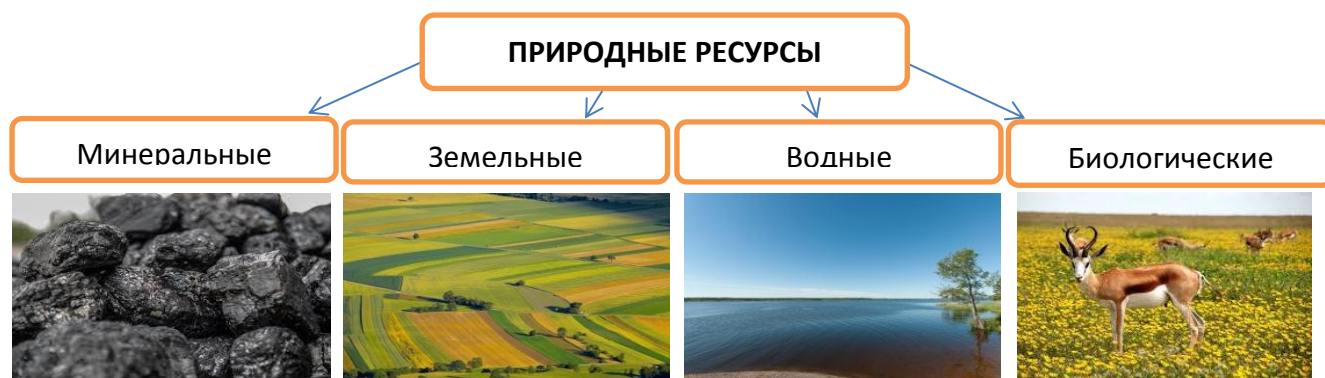 ПРИРОДНЫЕ РЕСУРСЫ
Минеральные
Земельные
Водные
Биологические